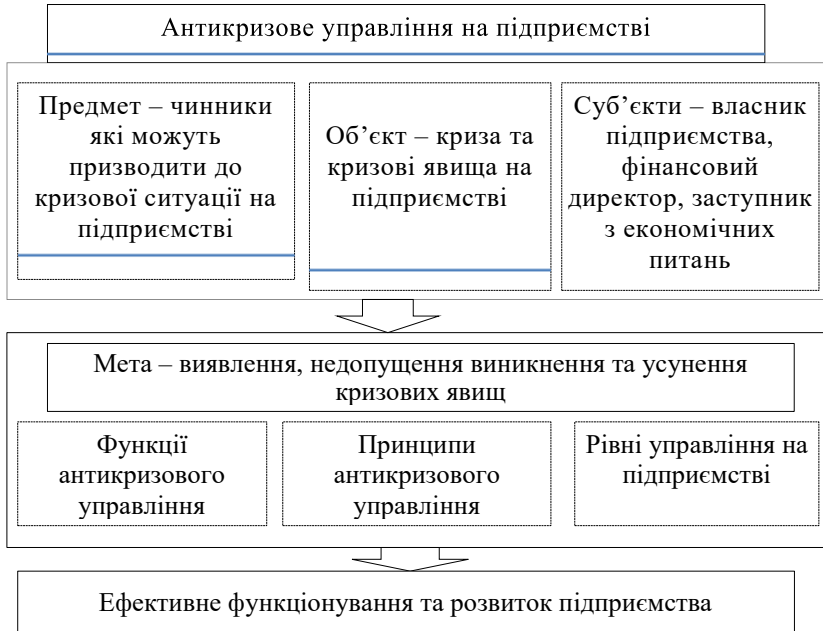 Антикризове управління на підприємстві
Предмет – чинники
які можуть
призводити до
кризової ситуації на
підприємстві
Об’єкт – криза та
кризові явища на
підприємстві
Суб’єкти – власник
підприємства,
фінансовий
директор, заступник
з економічних
питань
Мета – виявлення, недопущення виникнення та усунення
кризових явищ
Функції
антикризового
управління
Принципи
антикризового
управління
Рівні управління на
підприємстві
Ефективне функціонування та розвиток підприємства